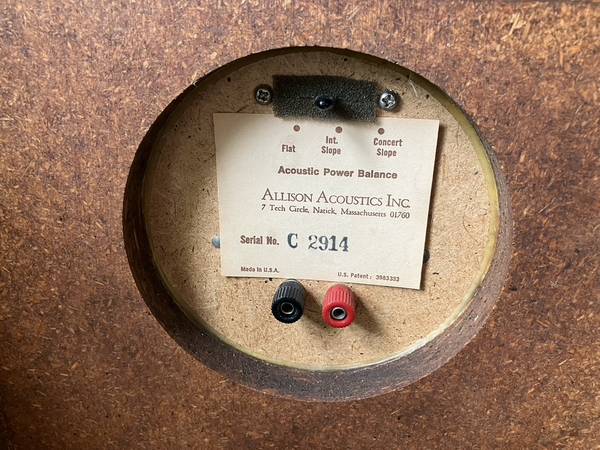 Flat Int. Slope Concert Slope
Acoustic Power Balance
ALLISON ACOUSTICS INC.
7 Tech Circle, Natick, Massachusetts 01760
Serial No. C 2914
Made in U.S.A. U.S. Patent: 3983333